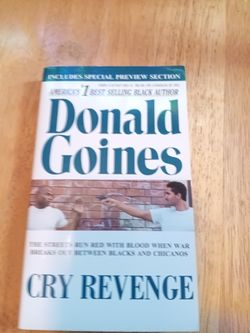 INCLUDES SPECIAL PREVIEW SECTION
AMERICA'S #1 BEST SELLING BLACK AUTHOR
Donald
Goines
THE STREETS RUN RED WITH BLOOD WHEN WAR
BREAKS OUT BETWEEN BLACKS AND CHICANOS
CRY REVENGE